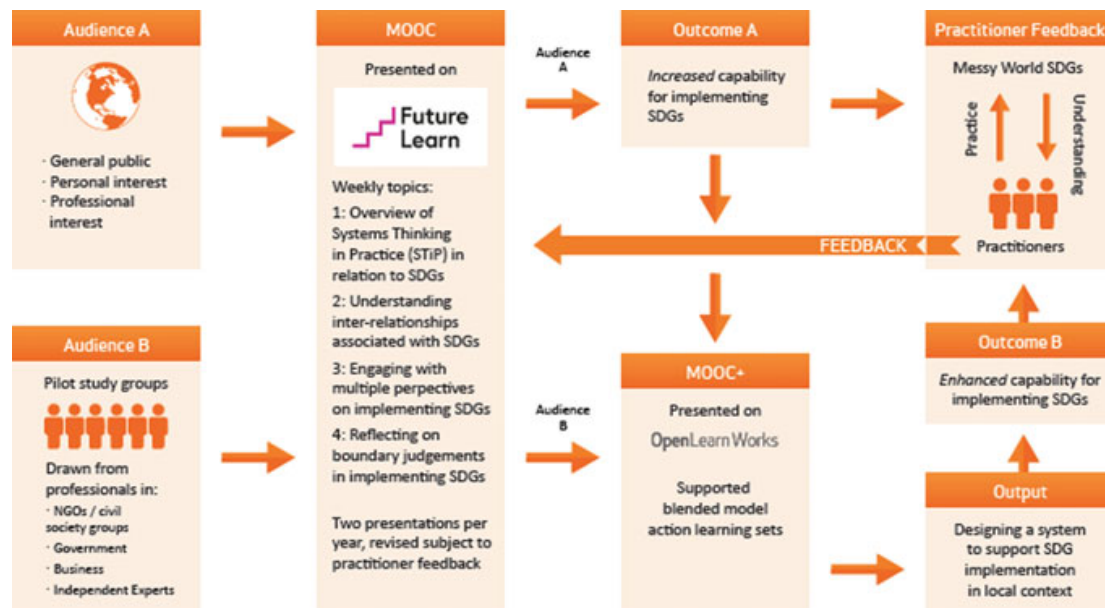 Audience A
· General public
· Personal interest
· Professional
interest
Audience B
Pilot study groups
Drawn from
professionals in:
· NGOs / civil
society groups
· Government
· Business
· Independent Experts
MOOC
Presented on
Future
Learn
Weekly topics:
1: Overview of
Systems Thinking
in Practice (STiP) in
relation to SDGs
2: Understanding
inter-relationships
associated with SDGs
3: Engaging with
multiple perpectives
on implementing SDGs
4: Reflecting on
boundary judgements
in implementing SDGs
Two presentations per
year, revised subject to
practitioner feedback
Audience
A
Audience
B
Outcome A
Increased capability
for implementing
SDGs
FEEDBACK
MOOC+
Presented on
OpenLearn Works
Supported
blended model
action learning sets
Practitioner Feedback
Messy World SDGs
Practice
Understanding
Practitioners
Outcome B
Enhanced capability for
implementing SDGs
Output
Designing a system
to support SDG
implementation
in local context